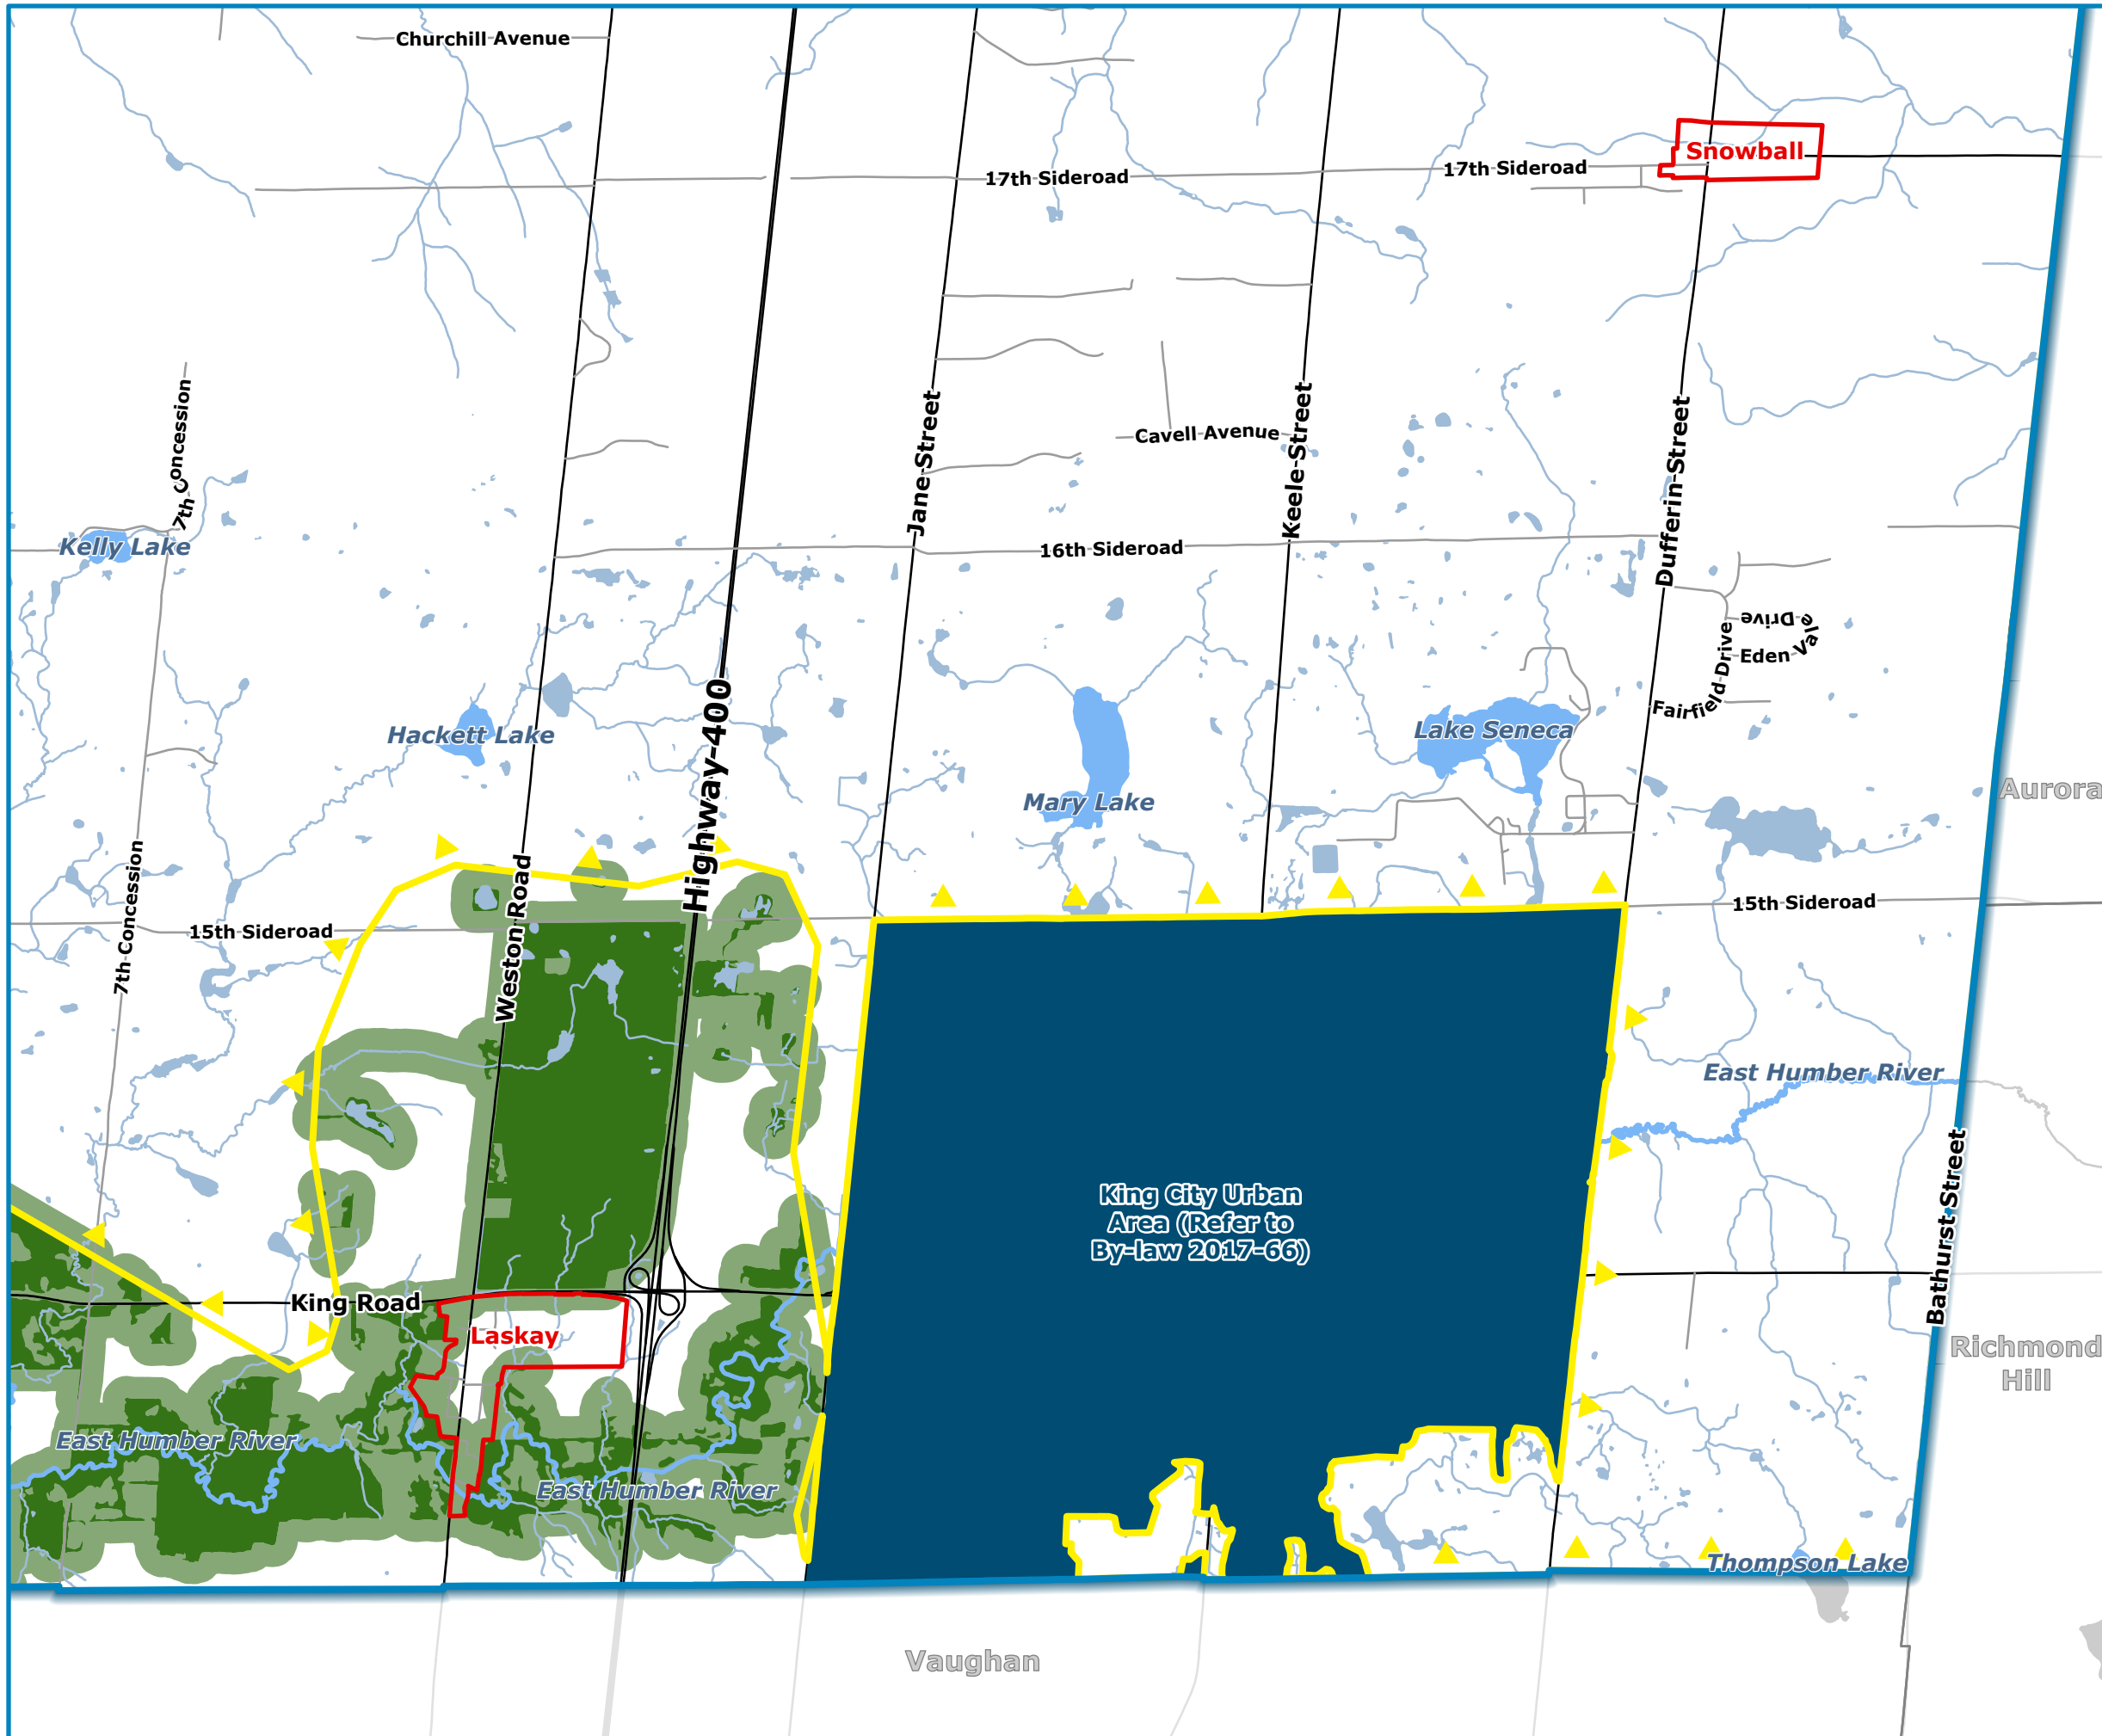 Churchill Avenue
17th Sideroad
17th Sideroad
Snowball
7th Concession
Jane Street
Keele Street
Dufferin Street
Cavell Avenue
Kelly Lake
16th Sideroad
Eden Vale Drive
Fairfield Drive
Highway 400
Hackett Lake
Lake Seneca
Mary Lake
Aurora
7th Concession
Weston Road
15th Sideroad
15th Sideroad
East Humber River
King City Urban
Area (Refer to
By-law 2017-66)
Bathurst Street
King Road
Laskay
Richmond
Hill
East Humber River
East Humber River
Thompson Lake
Vaughan